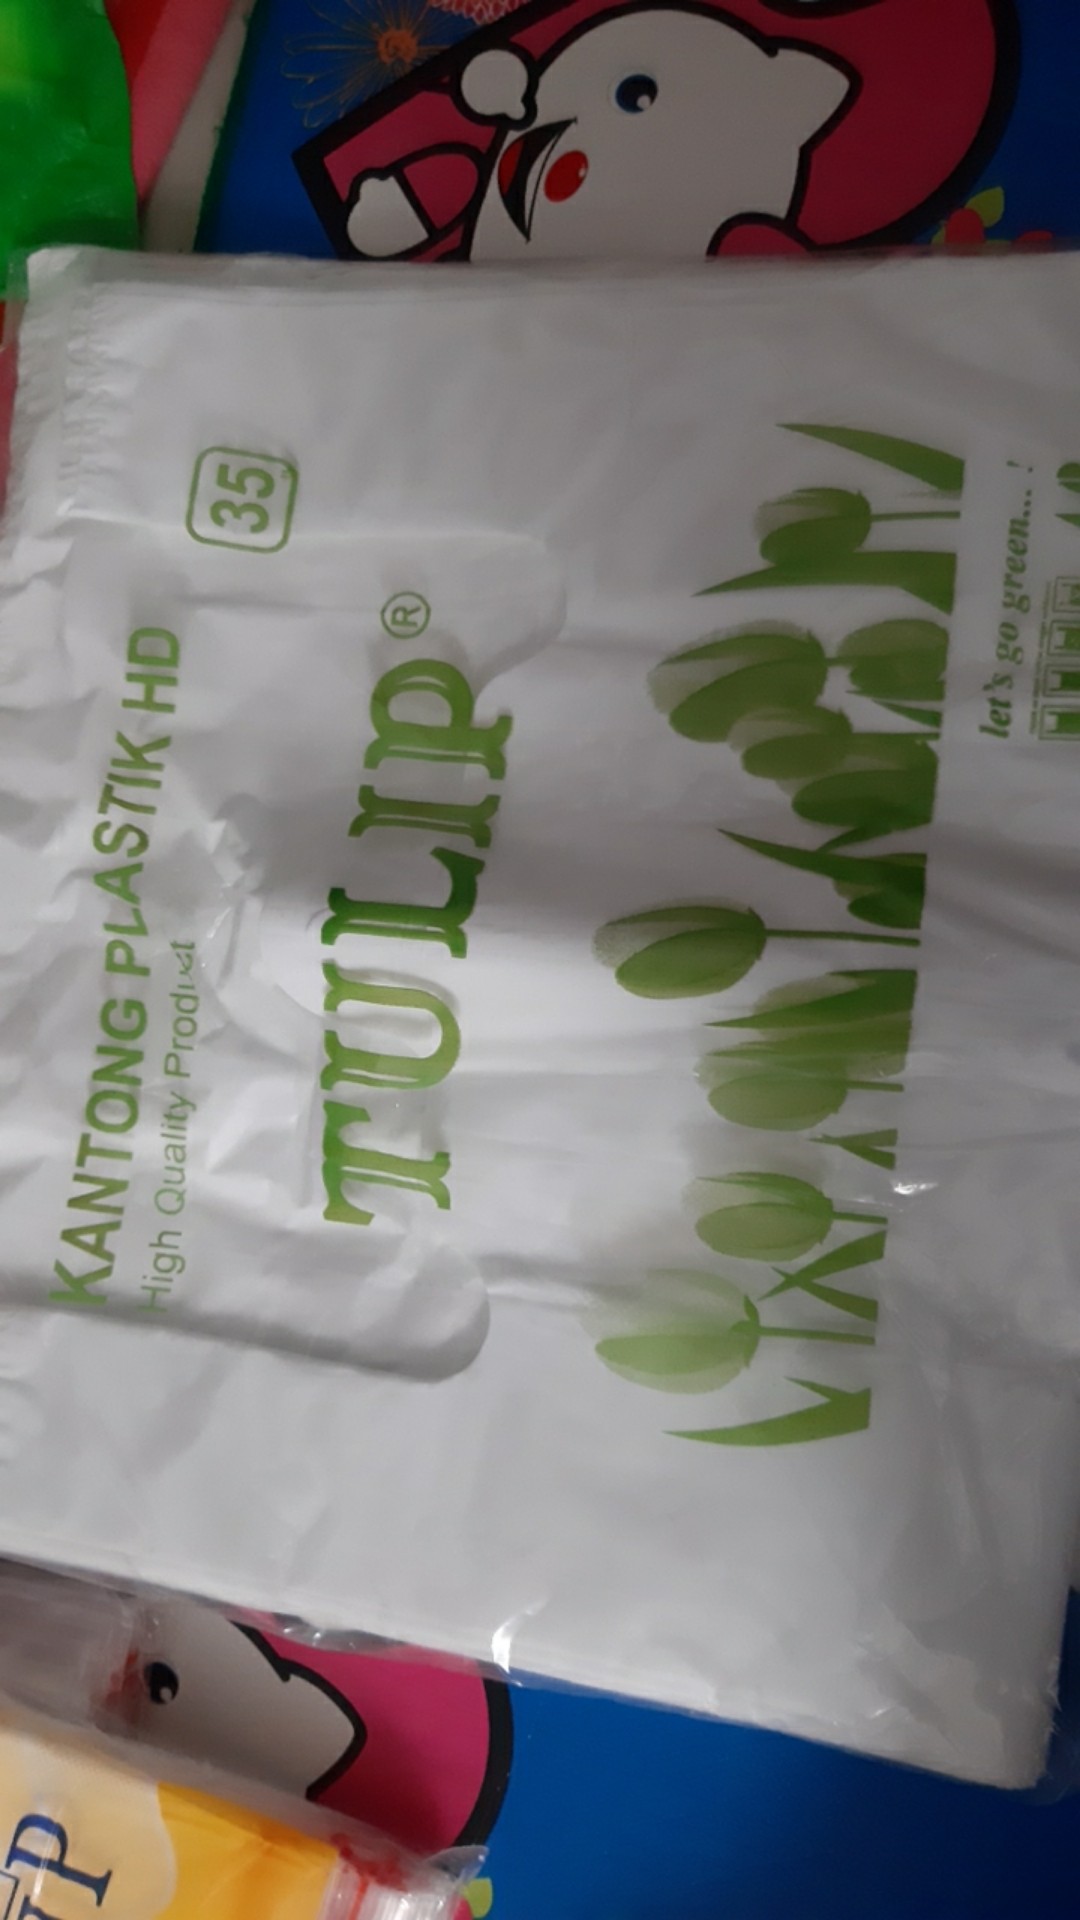 KANTONG PLASTIK HD
High Quality Product
35
TULIP®
let's go green... !